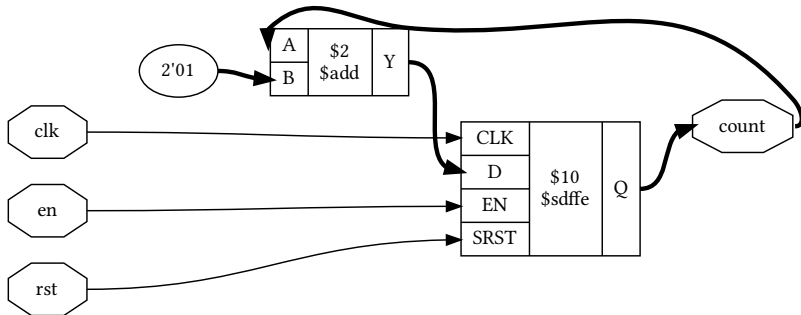 A
$2
$add
Y
B
2'01
clk
count
CLK
D
$10
$sdffe
Q
en
EN
SRST
rst